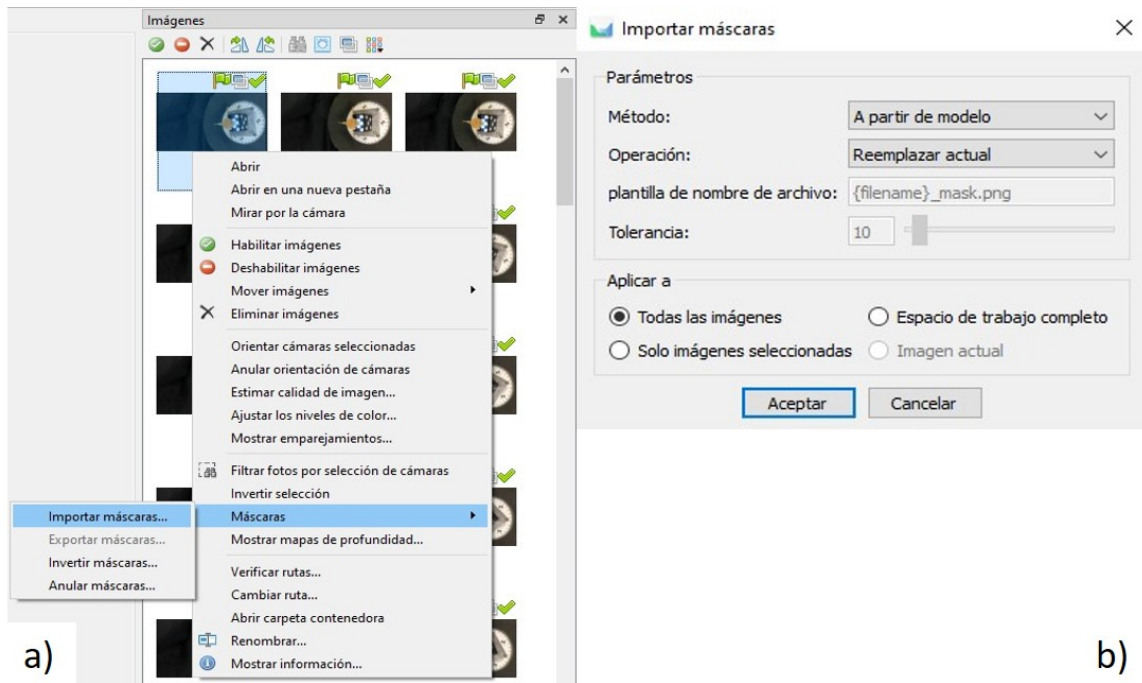 Imágenes
Abrir
Abrir en una nueva pestaña
Mirar por la cámara
Habilitar imágenes
Deshabilitar imágenes
Mover imágenes
Eliminar imágenes
Orientar cámaras seleccionadas
Anular orientación de cámaras
Estimar calidad de imagen...
Ajustar los niveles de color...
Mostrar emparejamientos...
Filtrar fotos por selección de cámaras
Invertir selección
Máscaras
Mostrar mapas de profundidad...
Verificar rutas...
Cambiar ruta...
Abrir carpeta contenedora
Renombrar...
Mostrar información...
Importar máscaras...
Exportar máscaras...
Invertir máscaras...
Anular máscaras...
a)
Importar máscaras
Parámetros
Método: A partir de modelo
Operación: Reemplazar actual
plantilla de nombre de archivo: {filename}_mask.png
Tolerancia: 10
Aplicar a
Todas las imágenes Espacio de trabajo completo
Solo imágenes seleccionadas Imagen actual
Aceptar Cancelar
b)